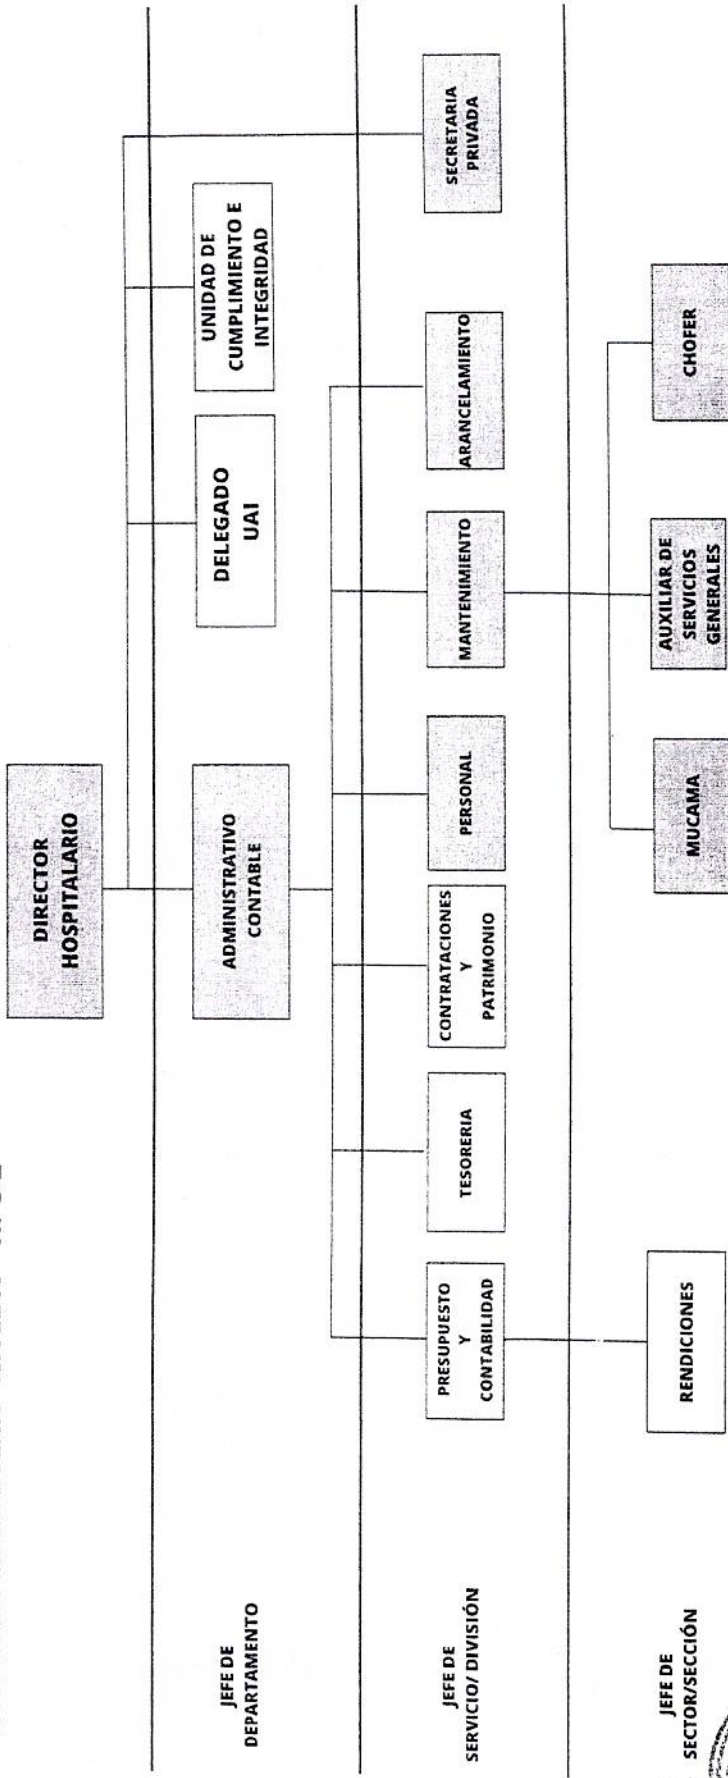 DIRECTOR
HOSPITALARIO
JEFE DE
DEPARTAMENTO
ADMINISTRATIVO
CONTABLE
DELEGADO
UAI
UNIDAD DE
CUMPLIMIENTO E
INTEGRIDAD
JEFE DE
SERVICIO/ DIVISIÓN
PRESUPUESTO
Y
CONTABILIDAD
TESORERIA
CONTRATACIONES
Y
PATRIMONIO
PERSONAL
MANTENIMIENTO
ARANCELAMIENTO
SECRETARIA
PRIVADA
JEFE DE
SECTOR/SECCIÓN
RENDICIONES
MUCAMA
AUXILIAR DE
SERVICIOS
GENERALES
CHOFER